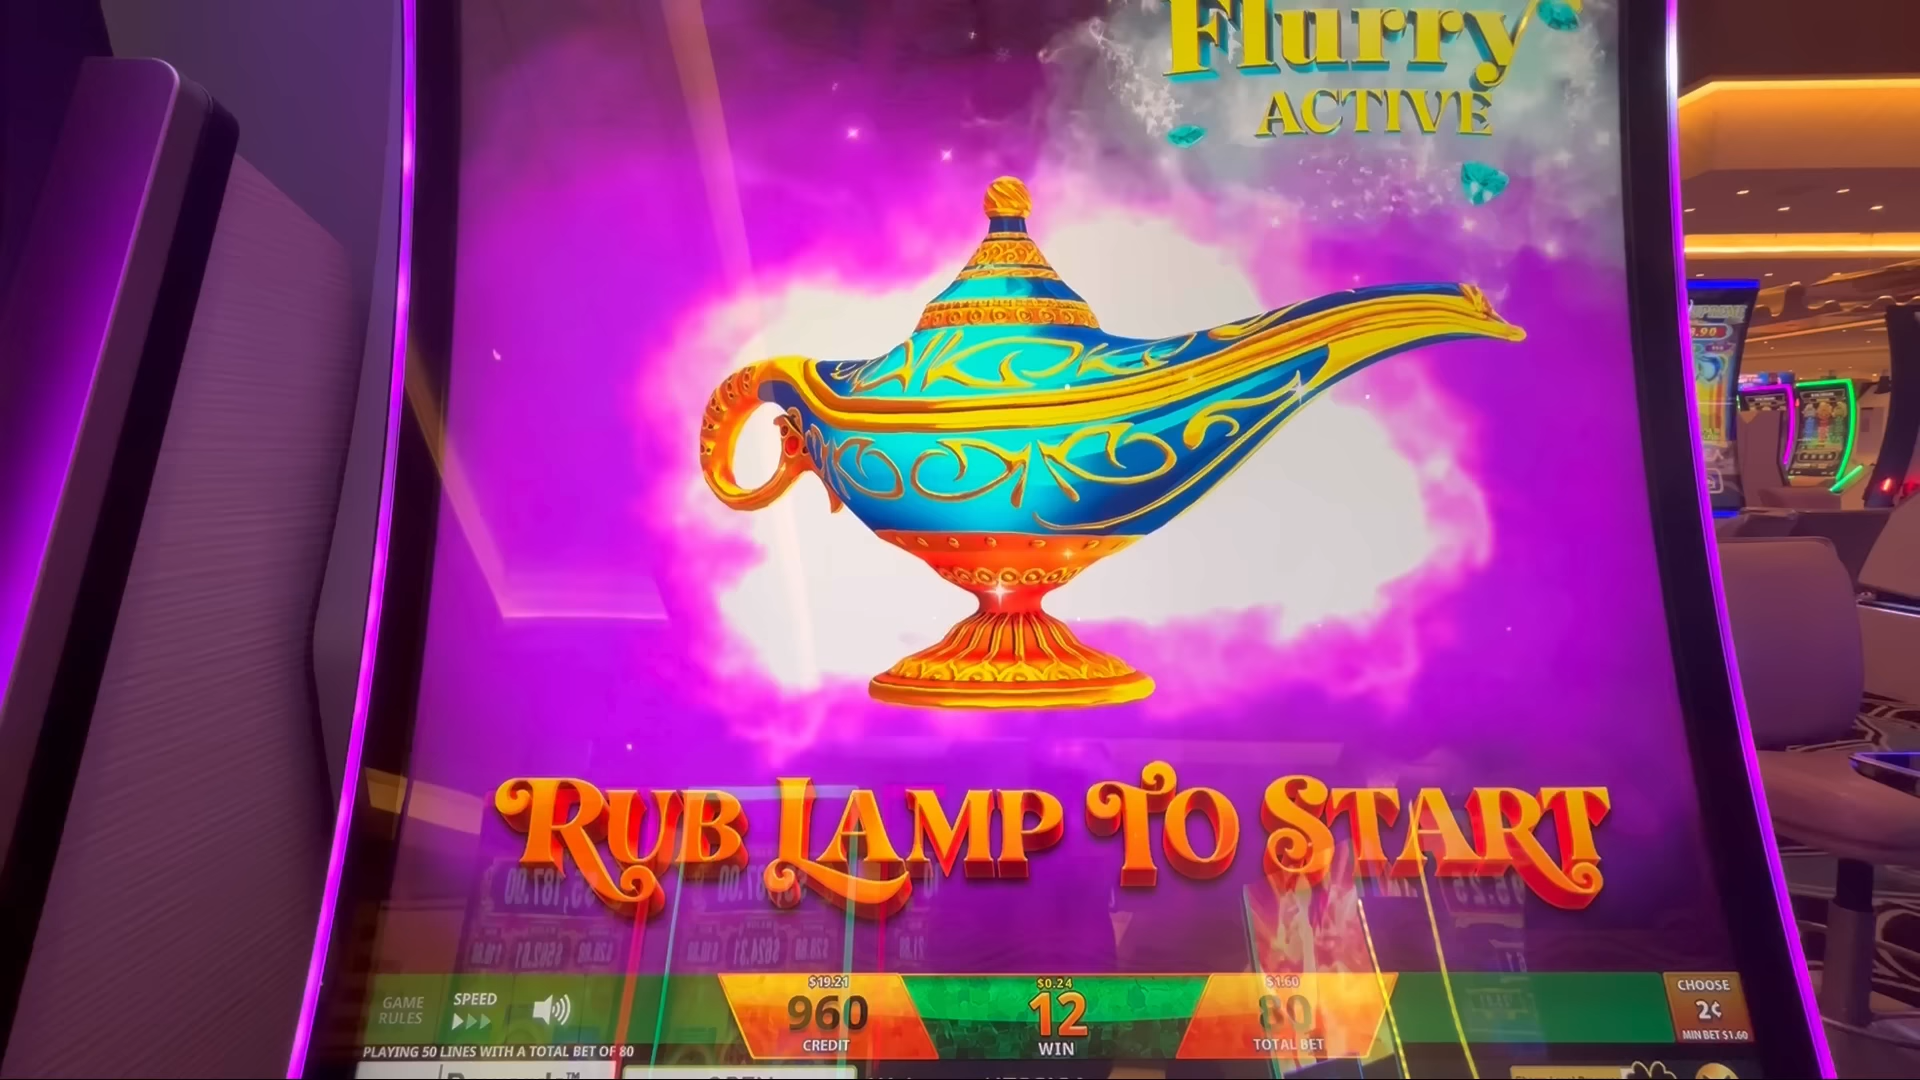 Flurry
ACTIVE
RUB LAMP TO START
GAME RULES
SPEED
$19.21
960
CREDIT
$0.24
12
WIN
$1.60
80
TOTAL BET
CHOOSE
2¢
MIN BET $1.60
PLAYING 50 LINES WITH A TOTAL BET OF 80